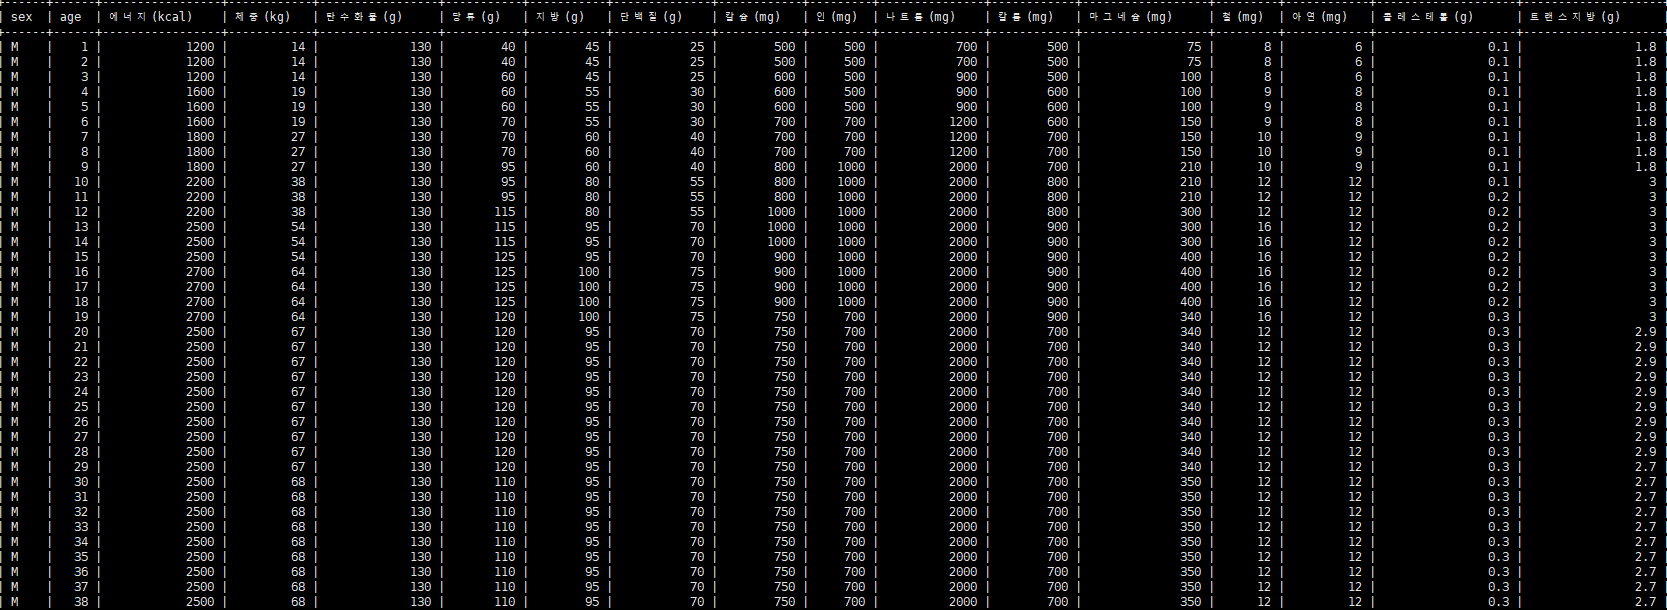 sex | age | 에너지(kcal) | 체중(kg) | 탄수화물(g) | 당류(g) | 지방(g) | 단백질(g) | 칼슘(mg) | 인(mg) | 나트륨(mg) | 칼륨(mg) | 마그네슘(mg) | 철(mg) | 아연(mg) | 콜레스테롤(g) | 트랜스지방(g)
M | 1 | 1200 | 14 | 130 | 40 | 45 | 25 | 500 | 500 | 700 | 500 | 75 | 8 | 6 | 0.1 | 1.8
M | 2 | 1200 | 14 | 130 | 40 | 45 | 25 | 500 | 500 | 700 | 500 | 75 | 8 | 6 | 0.1 | 1.8
M | 3 | 1200 | 14 | 130 | 60 | 45 | 25 | 600 | 500 | 900 | 500 | 100 | 8 | 6 | 0.1 | 1.8
M | 4 | 1600 | 19 | 130 | 60 | 55 | 30 | 600 | 500 | 900 | 600 | 100 | 9 | 8 | 0.1 | 1.8
M | 5 | 1600 | 19 | 130 | 60 | 55 | 30 | 600 | 500 | 900 | 600 | 100 | 9 | 8 | 0.1 | 1.8
M | 6 | 1600 | 19 | 130 | 70 | 55 | 30 | 700 | 700 | 1200 | 600 | 150 | 9 | 8 | 0.1 | 1.8
M | 7 | 1800 | 27 | 130 | 70 | 60 | 40 | 700 | 700 | 1200 | 700 | 150 | 10 | 9 | 0.1 | 1.8
M | 8 | 1800 | 27 | 130 | 70 | 60 | 40 | 700 | 700 | 1200 | 700 | 150 | 10 | 9 | 0.1 | 1.8
M | 9 | 1800 | 27 | 130 | 95 | 60 | 40 | 800 | 1000 | 2000 | 700 | 210 | 10 | 9 | 0.1 | 1.8
M | 10 | 2200 | 38 | 130 | 95 | 80 | 55 | 800 | 1000 | 2000 | 800 | 210 | 12 | 12 | 0.1 | 3
M | 11 | 2200 | 38 | 130 | 95 | 80 | 55 | 800 | 1000 | 2000 | 800 | 210 | 12 | 12 | 0.2 | 3
M | 12 | 2200 | 38 | 130 | 115 | 80 | 55 | 1000 | 1000 | 2000 | 800 | 300 | 12 | 12 | 0.2 | 3
M | 13 | 2500 | 54 | 130 | 115 | 95 | 70 | 1000 | 1000 | 2000 | 900 | 300 | 16 | 12 | 0.2 | 3
M | 14 | 2500 | 54 | 130 | 115 | 95 | 70 | 1000 | 1000 | 2000 | 900 | 300 | 16 | 12 | 0.2 | 3
M | 15 | 2500 | 54 | 130 | 125 | 95 | 70 | 900 | 1000 | 2000 | 900 | 400 | 16 | 12 | 0.2 | 3
M | 16 | 2700 | 64 | 130 | 125 | 100 | 75 | 900 | 1000 | 2000 | 900 | 400 | 16 | 12 | 0.2 | 3
M | 17 | 2700 | 64 | 130 | 125 | 100 | 75 | 900 | 1000 | 2000 | 900 | 400 | 16 | 12 | 0.2 | 3
M | 18 | 2700 | 64 | 130 | 125 | 100 | 75 | 900 | 1000 | 2000 | 900 | 400 | 16 | 12 | 0.2 | 3
M | 19 | 2700 | 64 | 130 | 120 | 100 | 75 | 750 | 700 | 2000 | 900 | 340 | 16 | 12 | 0.3 | 3
M | 20 | 2500 | 67 | 130 | 120 | 95 | 70 | 750 | 700 | 2000 | 700 | 340 | 12 | 12 | 0.3 | 2.9
M | 21 | 2500 | 67 | 130 | 120 | 95 | 70 | 750 | 700 | 2000 | 700 | 340 | 12 | 12 | 0.3 | 2.9
M | 22 | 2500 | 67 | 130 | 120 | 95 | 70 | 750 | 700 | 2000 | 700 | 340 | 12 | 12 | 0.3 | 2.9
M | 23 | 2500 | 67 | 130 | 120 | 95 | 70 | 750 | 700 | 2000 | 700 | 340 | 12 | 12 | 0.3 | 2.9
M | 24 | 2500 | 67 | 130 | 120 | 95 | 70 | 750 | 700 | 2000 | 700 | 340 | 12 | 12 | 0.3 | 2.9
M | 25 | 2500 | 67 | 130 | 120 | 95 | 70 | 750 | 700 | 2000 | 700 | 340 | 12 | 12 | 0.3 | 2.9
M | 26 | 2500 | 67 | 130 | 120 | 95 | 70 | 750 | 700 | 2000 | 700 | 340 | 12 | 12 | 0.3 | 2.9
M | 27 | 2500 | 67 | 130 | 120 | 95 | 70 | 750 | 700 | 2000 | 700 | 340 | 12 | 12 | 0.3 | 2.9
M | 28 | 2500 | 67 | 130 | 120 | 95 | 70 | 750 | 700 | 2000 | 700 | 340 | 12 | 12 | 0.3 | 2.9
M | 29 | 2500 | 67 | 130 | 120 | 95 | 70 | 750 | 700 | 2000 | 700 | 340 | 12 | 12 | 0.3 | 2.7
M | 30 | 2500 | 68 | 130 | 110 | 95 | 70 | 750 | 700 | 2000 | 700 | 350 | 12 | 12 | 0.3 | 2.7
M | 31 | 2500 | 68 | 130 | 110 | 95 | 70 | 750 | 700 | 2000 | 700 | 350 | 12 | 12 | 0.3 | 2.7
M | 32 | 2500 | 68 | 130 | 110 | 95 | 70 | 750 | 700 | 2000 | 700 | 350 | 12 | 12 | 0.3 | 2.7
M | 33 | 2500 | 68 | 130 | 110 | 95 | 70 | 750 | 700 | 2000 | 700 | 350 | 12 | 12 | 0.3 | 2.7
M | 34 | 2500 | 68 | 130 | 110 | 95 | 70 | 750 | 700 | 2000 | 700 | 350 | 12 | 12 | 0.3 | 2.7
M | 35 | 2500 | 68 | 130 | 110 | 95 | 70 | 750 | 700 | 2000 | 700 | 350 | 12 | 12 | 0.3 | 2.7
M | 36 | 2500 | 68 | 130 | 110 | 95 | 70 | 750 | 700 | 2000 | 700 | 350 | 12 | 12 | 0.3 | 2.7
M | 37 | 2500 | 68 | 130 | 110 | 95 | 70 | 750 | 700 | 2000 | 700 | 350 | 12 | 12 | 0.3 | 2.7
M | 38 | 2500 | 68 | 130 | 110 | 95 | 70 | 750 | 700 | 2000 | 700 | 350 | 12 | 12 | 0.3 | 2.7